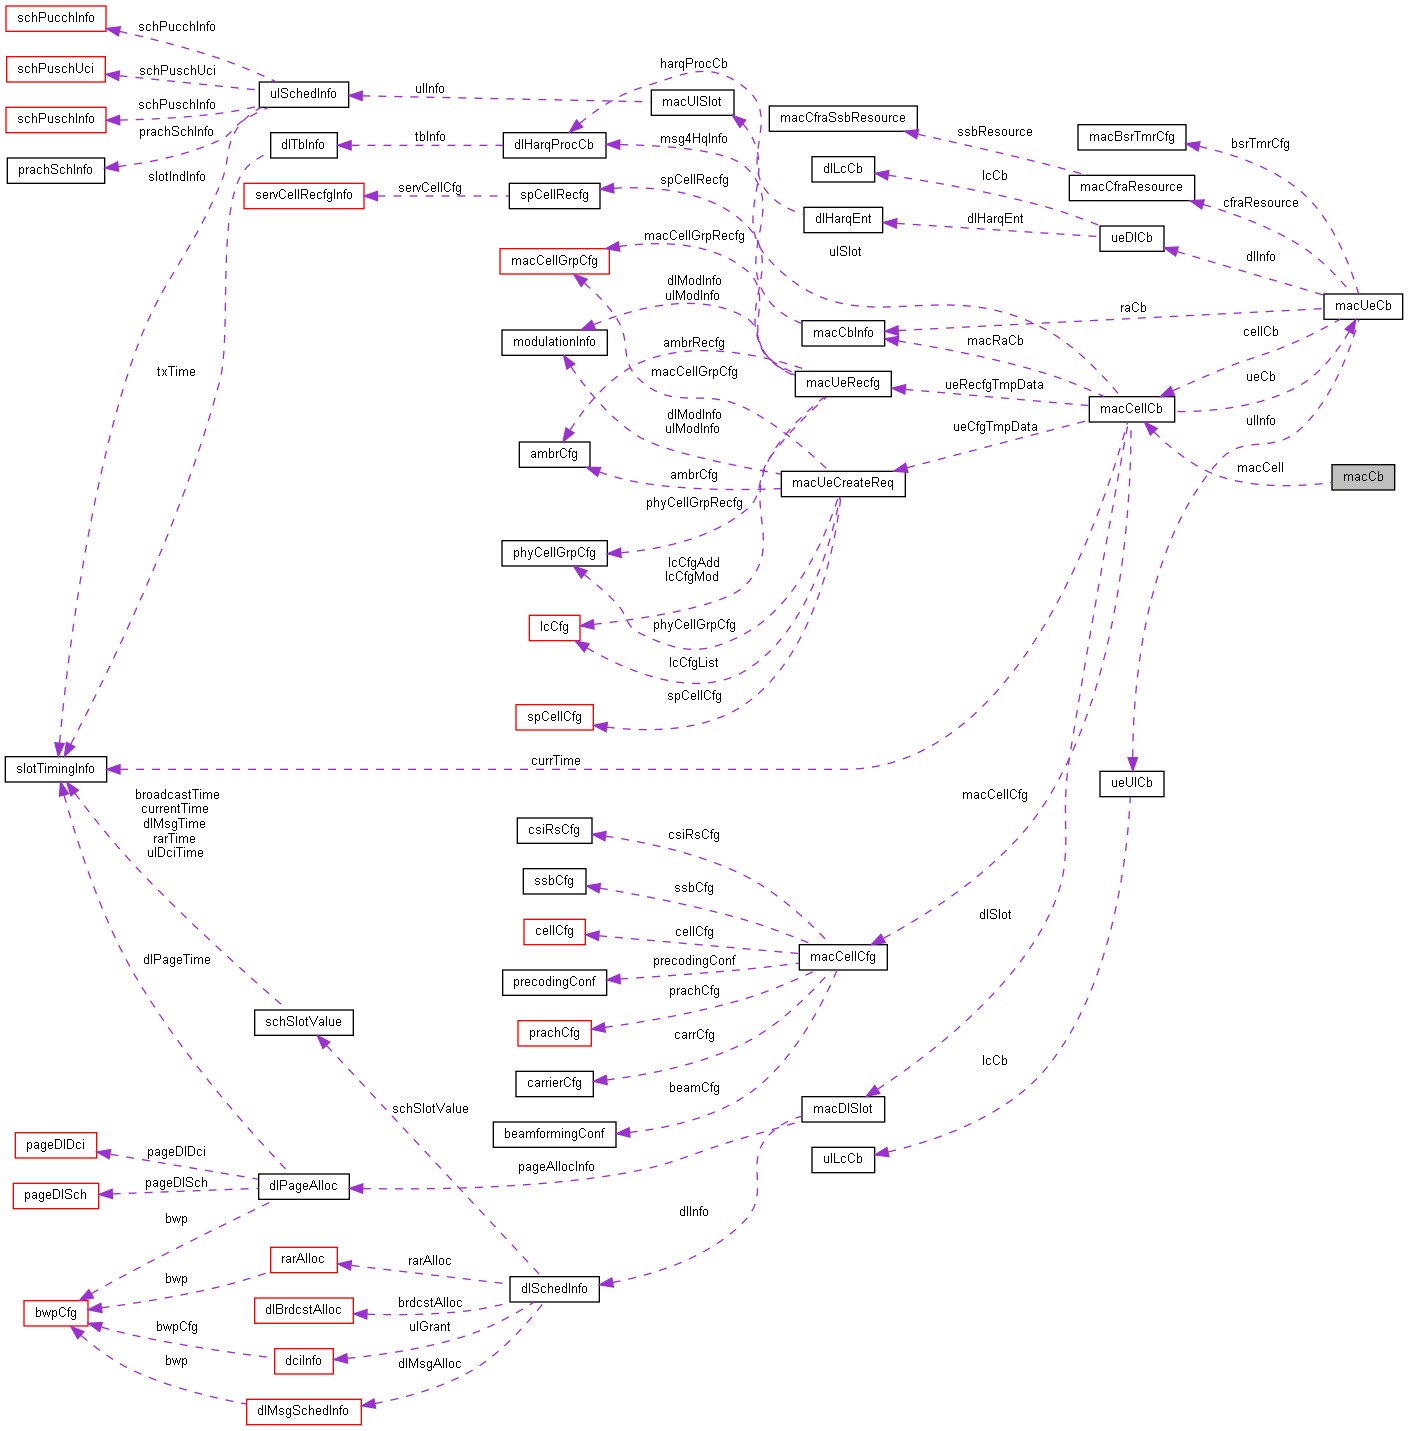 schPucchInfo
schPucchInfo
schPuschUci
schPuschUci
schPuschInfo
schPuschInfo
prachSchInfo
prachSchInfo
slotIndInfo
ulSchedInfo
ulInfo
macUlSlot
harqProcCb
dlTbInfo
tbInfo
dlHarqProcCb
msg4HqInfo
servCellRecfgInfo
servCellCfg
spCellRecfg
spCellRecfg
macCfraSsbResource
ssbResource
macBsrTmrCfg
bsrTmrCfg
dlLcCb
lcCb
macCfraResource
cfraResource
dlHarqEnt
dlHarqEnt
ueDlCb
dlInfo
ulSlot
macCellGrpCfg
macCellGrpRecfg
dlModInfo
ulModInfo
modulationInfo
ambrRecfg
macCellGrpCfg
macCbInfo
raCb
macRaCb
macUeCb
cellCb
ueCb
ulInfo
macUeRecfg
ueRecfgTmpData
macCellCb
ueCfgTmpData
macCell
macCb
dlModInfo
ulModInfo
ambrCfg
ambrCfg
macUeCreateReq
phyCellGrpRecfg
phyCellGrpCfg
lcCfgAdd
lcCfgMod
lcCfg
phyCellGrpCfg
lcCfgList
spCellCfg
spCellCfg
txTime
slotTimingInfo
currTime
macCellCfg
ueUlCb
broadcastTime
currentTime
dlMsgTime
rarTime
ulDciTime
csiRsCfg
csiRsCfg
ssbCfg
ssbCfg
cellCfg
cellCfg
precodingConf
precodingConf
prachCfg
prachCfg
carrierCfg
carrCfg
beamformingConf
beamCfg
macCellCfg
dlSlot
dlPageTime
schSlotValue
schSlotValue
macDlSlot
lcCb
ulLcCb
pageDlDci
pageDlDci
pageDlSch
pageDlSch
dlPageAlloc
pageAllocInfo
dlInfo
bwp
rarAlloc
rarAlloc
bwp
bwpCfg
dlBrdcstAlloc
brdcstAlloc
dlSchedInfo
ulGrant
bwpCfg
dciInfo
dlMsgAlloc
bwp
dlMsgSchedInfo